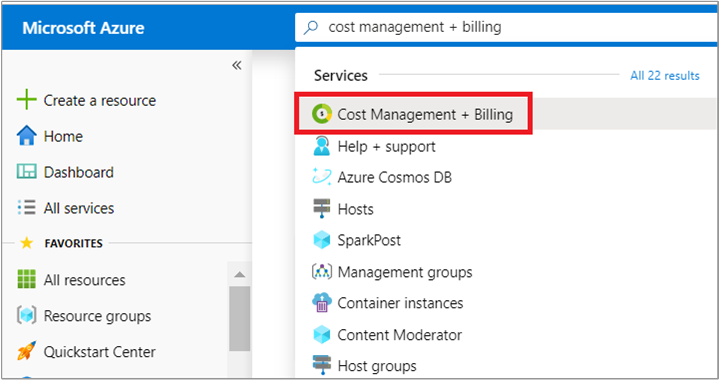 Microsoft Azure
cost management + billing
Create a resource
Home
Dashboard
All services
FAVORITES
All resources
Resource groups
Quickstart Center
Services
All 22 results
Cost Management + Billing
Help + support
Azure Cosmos DB
Hosts
SparkPost
Management groups
Container instances
Content Moderator
Host groups